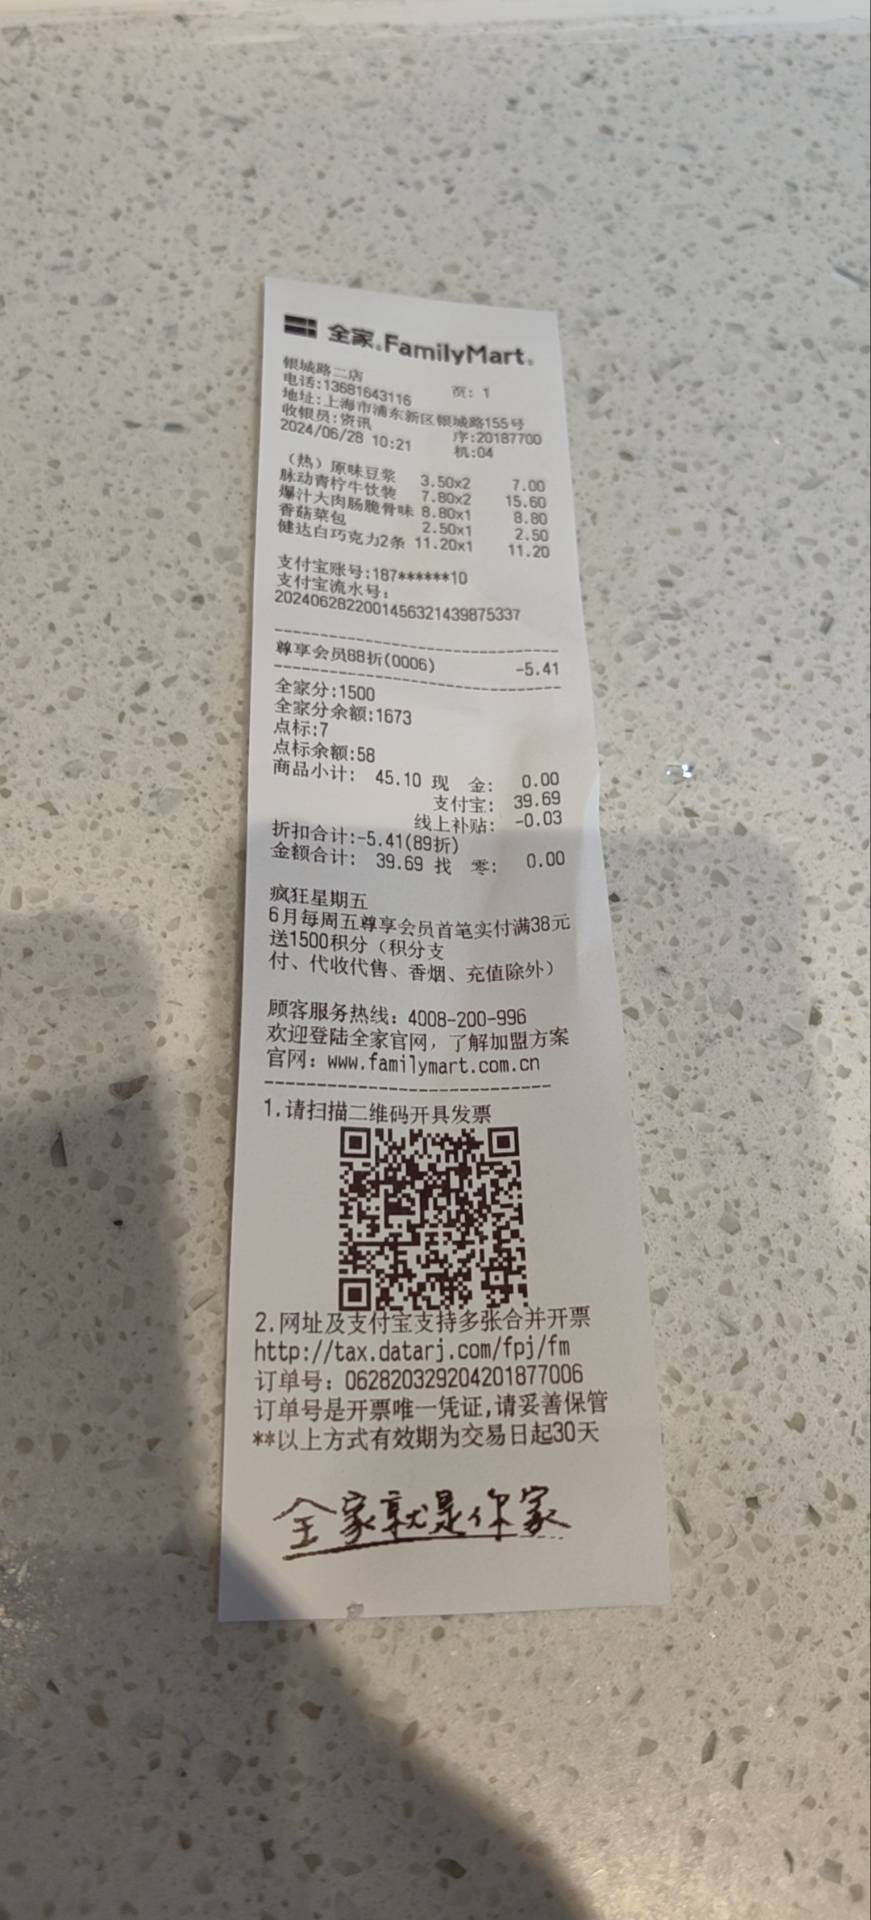 全家 FamilyMart
银城路二店
电话:13681643116 页: 1
地址:上海市浦东新区银城路155号
收银员:资讯 序:20187700
2024/06/28 10:21 机:04
（热）原味豆浆 3.50x2 7.00
脉动青柠牛饮装 7.80x2 15.60
爆汁大肉肠脆骨味 8.80x1 8.80
香菇菜包 2.50x1 2.50
健达白巧克力2条 11.20x1 11.20
支付宝账号:187******10
支付宝流水号:
2024062822001456321439875337
尊享会员88折(0006) -5.41
全家分:1500
全家分余额:1673
点标:7
点标余额:58
商品小计: 45.10 现 金: 0.00
支付宝: 39.69
线上补贴: -0.03
折扣合计:-5.41(89折)
金额合计: 39.69 找 零: 0.00
疯狂星期五
6月每周五尊享会员首笔实付满38元
送1500积分（积分支
付、代收代售、香烟、充值除外）
顾客服务热线: 4008-200-996
欢迎登陆全家官网，了解加盟方案
官网: www.familymart.com.cn
1.请扫描二维码开具发票
2.网址及支付宝支持多张合并开票
http://tax.datarj.com/fpj/fm
订单号: 062820329204201877006
订单号是开票唯一凭证,请妥善保管
**以上方式有效期为交易日起30天
全家就是你家